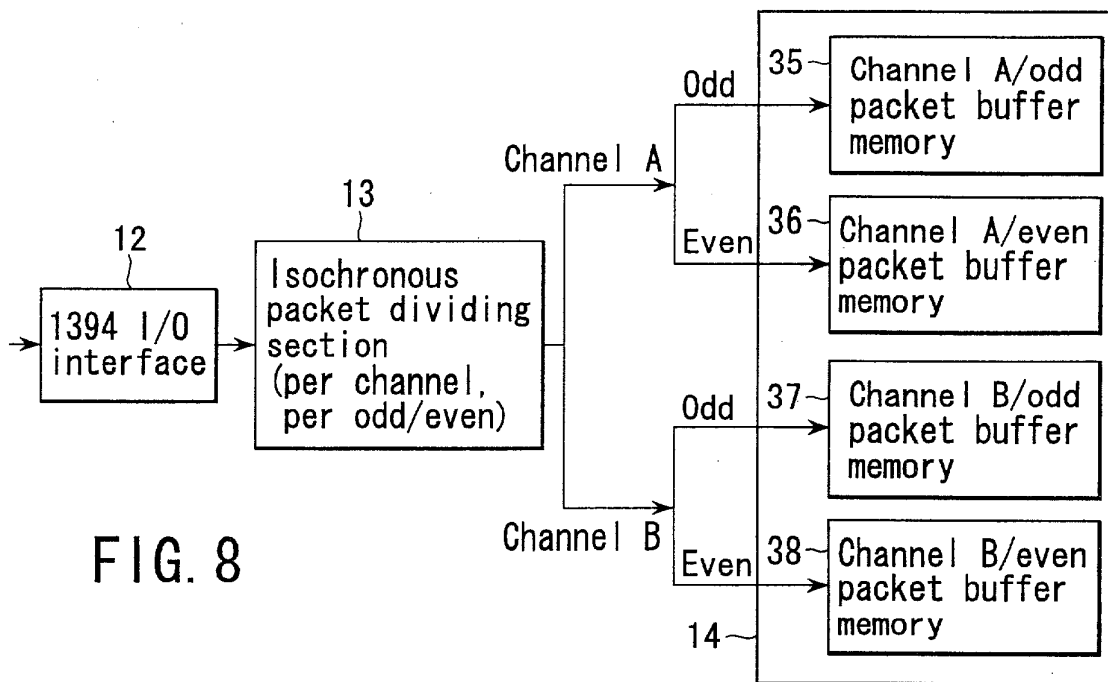 12
1394 I/O
interface
13
Isochronous
packet dividing
section
(per channel,
per odd/even)
Channel A
Odd
Even
Channel B
Odd
Even
14
35
Channel A/odd
packet buffer
memory
36
Channel A/even
packet buffer
memory
37
Channel B/odd
packet buffer
memory
38
Channel B/even
packet buffer
memory
FIG. 8